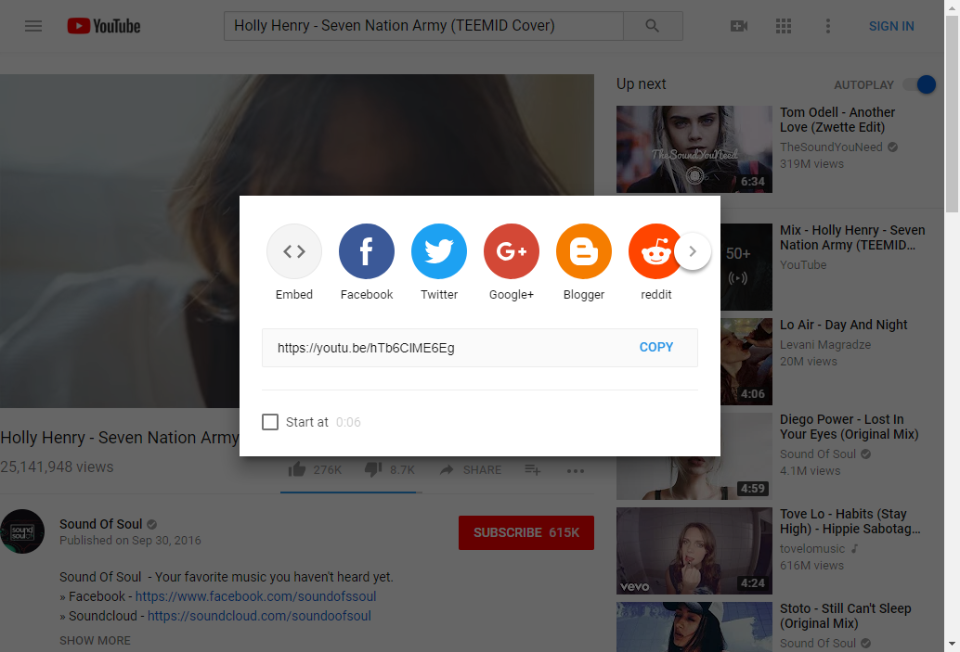 YouTube
Holly Henry - Seven Nation Army (TEEMID Cover)
SIGN IN
Up next
AUTOPLAY
TheSoundYouNeed
6:34
Tom Odell - Another
Love (Zwette Edit)
TheSoundYouNeed
319M views
50+
Mix - Holly Henry - Seven
Nation Army (TEEMID...
YouTube
4:06
Lo Air - Day And Night
Levani Magradze
20M views
4:59
Diego Power - Lost In
Your Eyes (Original Mix)
Sound Of Soul
4.1M views
vevo
4:24
Tove Lo - Habits (Stay
High) - Hippie Sabotag...
tovelomusic
616M views
Stoto - Still Can't Sleep
(Original Mix)
Sound Of Soul
Embed
Facebook
Twitter
G+
Google+
Blogger
reddit
https://youtu.be/hTb6CIME6Eg
COPY
Start at 0:06
Holly Henry - Seven Nation Army
25,141,948 views
276K
8.7K
SHARE
sound
soul
Sound Of Soul
Published on Sep 30, 2016
SUBSCRIBE 615K
Sound Of Soul - Your favorite music you haven't heard yet.
» Facebook - https://www.facebook.com/soundofssoul
» Soundcloud - https://soundcloud.com/soundoofsoul
SHOW MORE